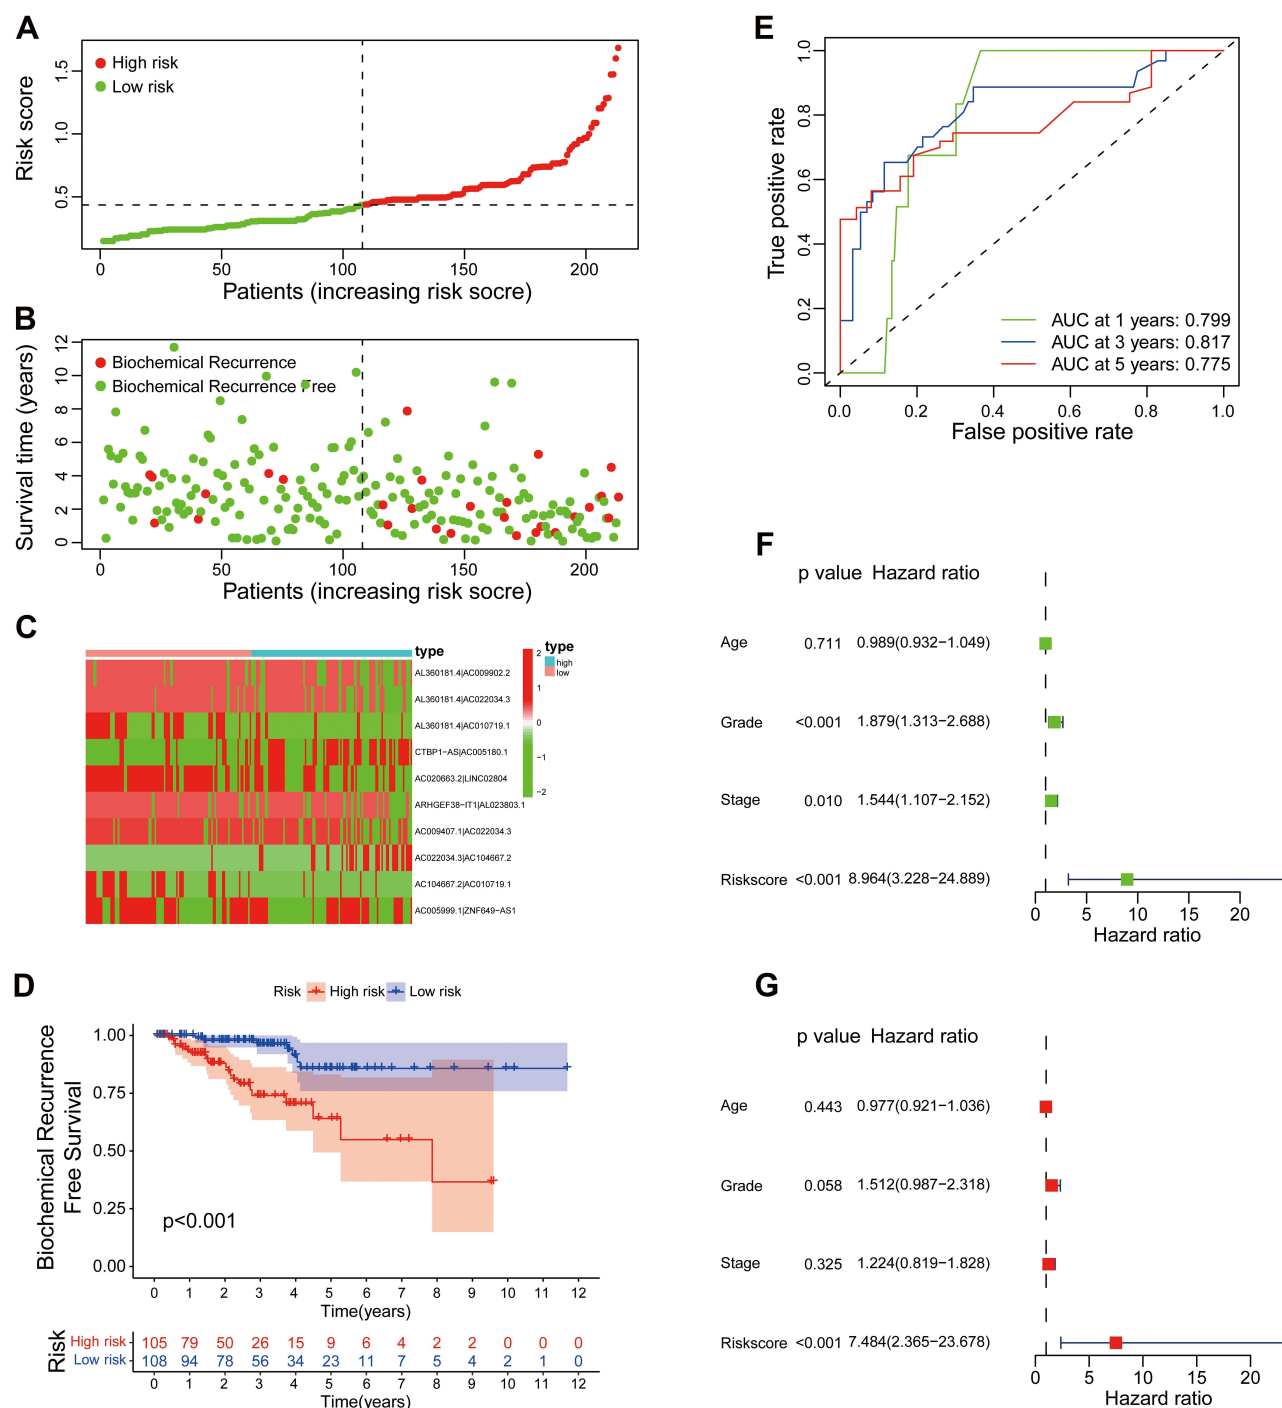 A
High risk
Low risk
Risk score
0.5
1.0
1.5
0 50 100 150 200
Patients (increasing risk socre)
B
Biochemical Recurrence
Biochemical Recurrence Free
Survival time (years)
12
10
8
6
4
2
0
0 50 100 150 200
Patients (increasing risk socre)
C
type
AL360181.4|AC009902.2
AL360181.4|AC022034.3
AL360181.4|AC010719.1
CTBP1−AS|AC005180.1
AC020663.2|LINC02804
ARHGEF38−IT1|AL023803.1
AC009407.1|AC022034.3
AC022034.3|AC104667.2
AC104667.2|AC010719.1
AC005999.1|ZNF649−AS1
2
1
0
−1
−2
type
high
low
D
Risk High risk Low risk
Biochemical Recurrence
Free Survival
1.00
0.75
0.50
0.25
0.00
p<0.001
0 1 2 3 4 5 6 7 8 9 10 11 12
Time(years)
Risk
High risk 105 79 50 26 15 9 6 4 2 2 0 0 0
Low risk 108 94 78 56 34 23 11 7 5 4 2 1 0
0 1 2 3 4 5 6 7 8 9 10 11 12
Time(years)
E
True positive rate
1.0
0.8
0.6
0.4
0.2
0.0
AUC at 1 years: 0.799
AUC at 3 years: 0.817
AUC at 5 years: 0.775
0.0 0.2 0.4 0.6 0.8 1.0
False positive rate
F
p value Hazard ratio
Age 0.711 0.989(0.932−1.049)
Grade <0.001 1.879(1.313−2.688)
Stage 0.010 1.544(1.107−2.152)
Riskscore <0.001 8.964(3.228−24.889)
0 5 10 15 20
Hazard ratio
G
p value Hazard ratio
Age 0.443 0.977(0.921−1.036)
Grade 0.058 1.512(0.987−2.318)
Stage 0.325 1.224(0.819−1.828)
Riskscore <0.001 7.484(2.365−23.678)
0 5 10 15 20
Hazard ratio